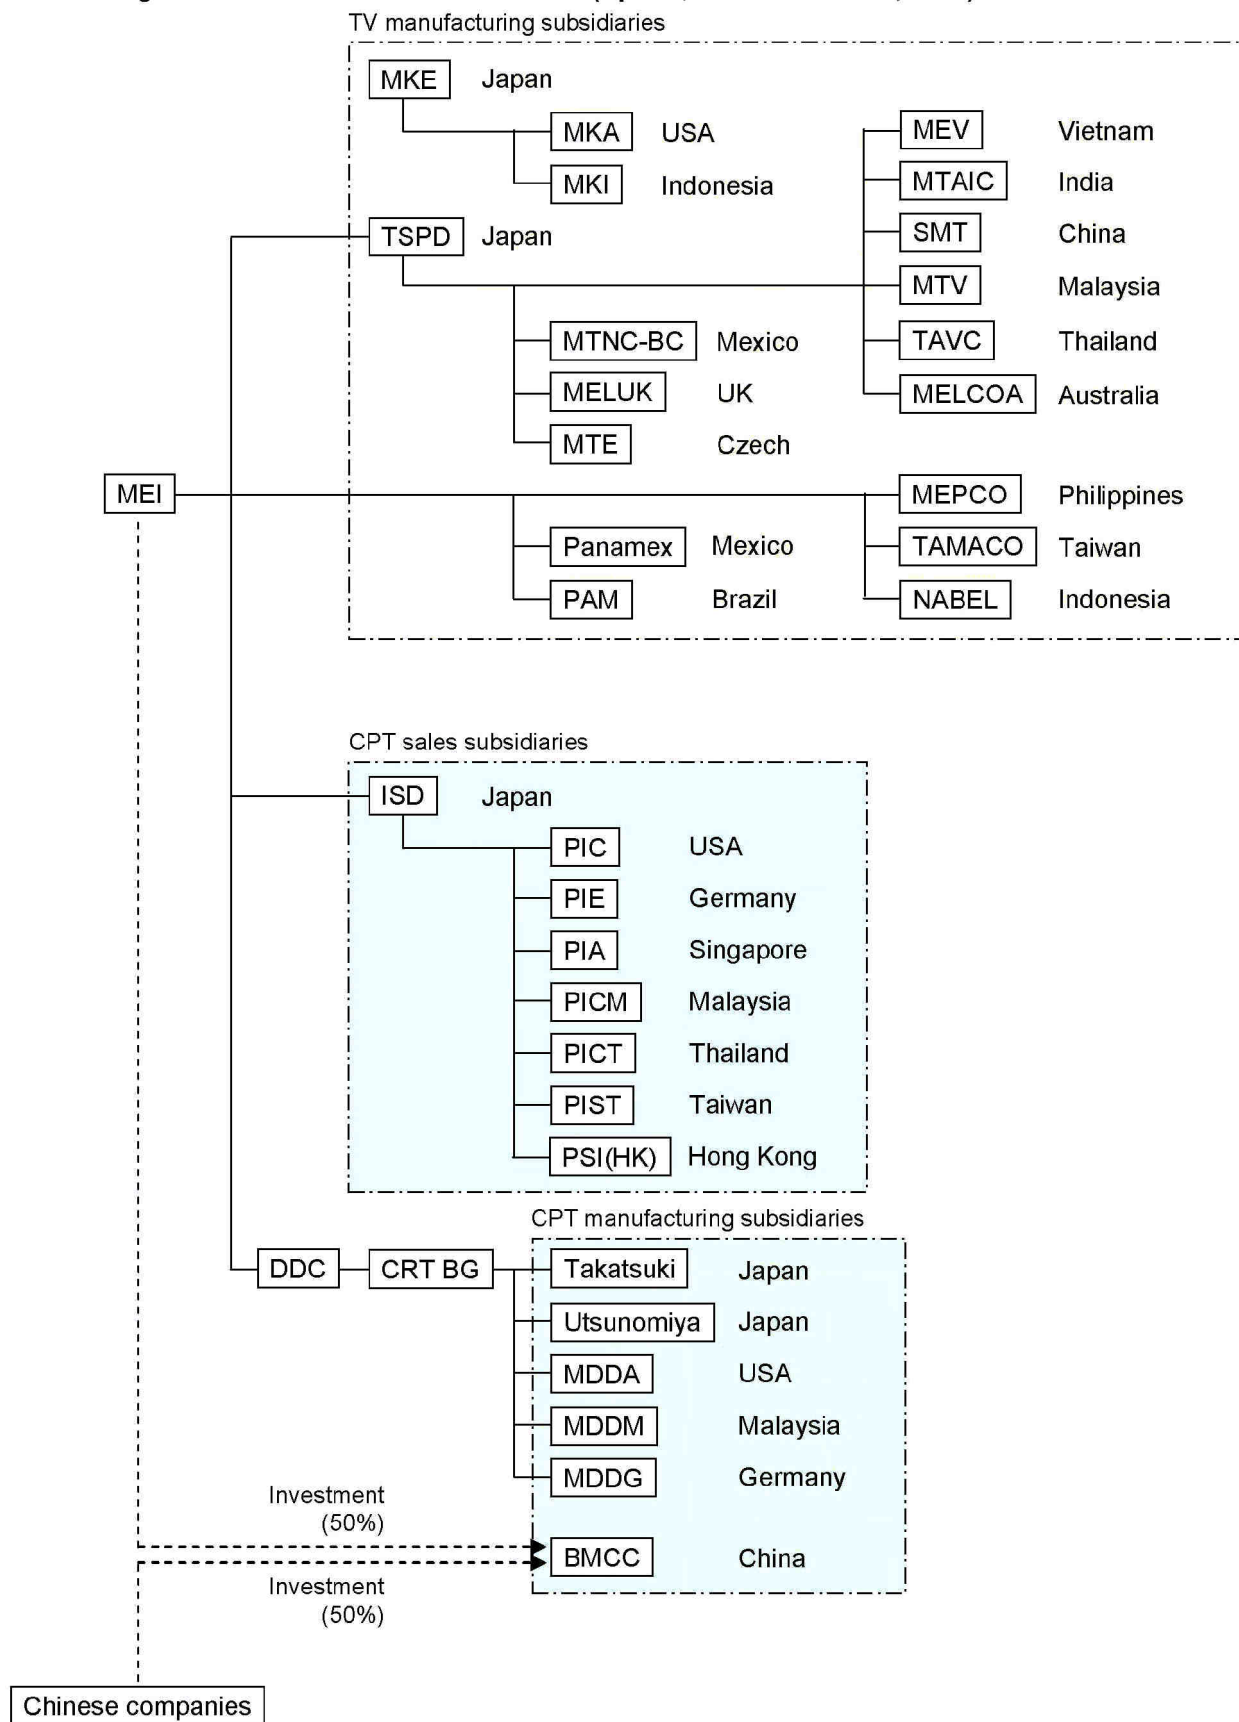 TV manufacturing subsidiaries
MKE Japan
MKA USA
MKI Indonesia
MEV Vietnam
MTAIC India
SMT China
TSPD Japan
MTV Malaysia
MTNC-BC Mexico
TAVC Thailand
MELUK UK
MELCOA Australia
MTE Czech
MEI
MEPCO Philippines
Panamex Mexico
TAMACO Taiwan
PAM Brazil
NABEL Indonesia
CPT sales subsidiaries
ISD Japan
PIC USA
PIE Germany
PIA Singapore
PICM Malaysia
PICT Thailand
PIST Taiwan
PSI(HK) Hong Kong
CPT manufacturing subsidiaries
DDC CRT BG Takatsuki Japan
Utsunomiya Japan
MDDA USA
MDDM Malaysia
MDDG Germany
Investment
(50%)
BMCC China
Investment
(50%)
Chinese companies